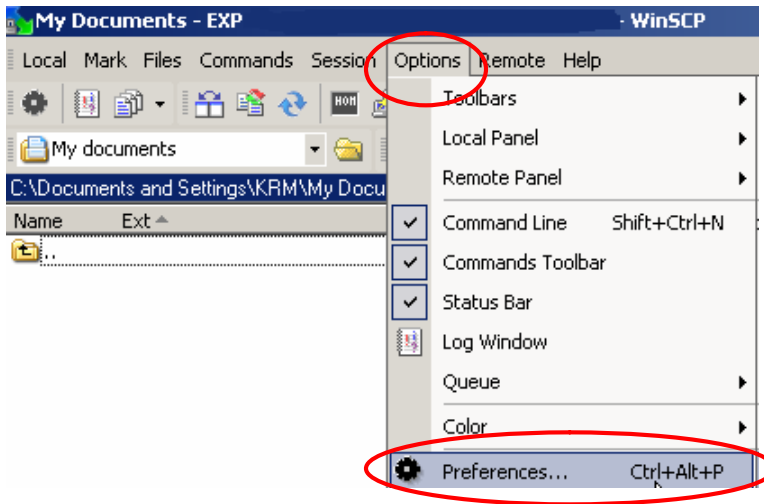 My Documents - EXP - WinSCP
Local Mark Files Commands Session Options Remote Help
Toolbars
My documents
Local Panel
Remote Panel
C:\Documents and Settings\KRM\My Docu
Name Ext
Command Line Shift+Ctrl+N
..
Commands Toolbar
Status Bar
Log Window
Queue
Color
Preferences... Ctrl+Alt+P